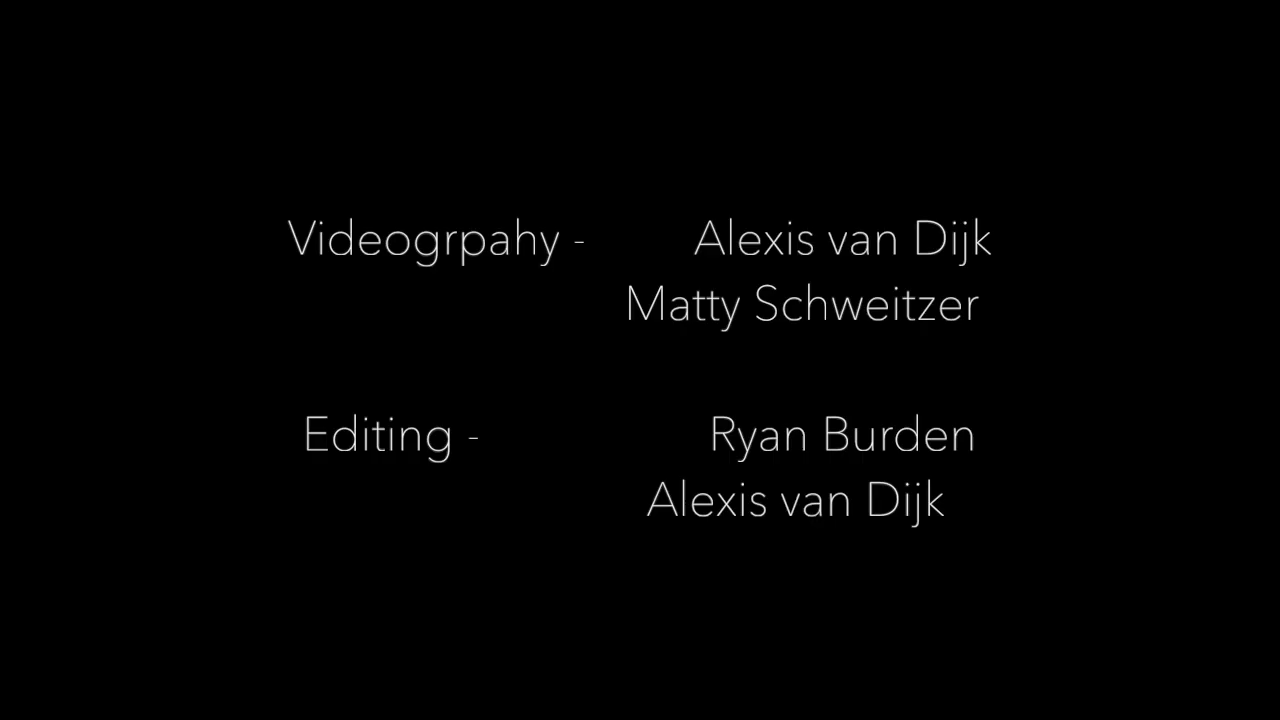 Videogrpahy - Alexis van Dijk
Matty Schweitzer
Editing - Ryan Burden
Alexis van Dijk